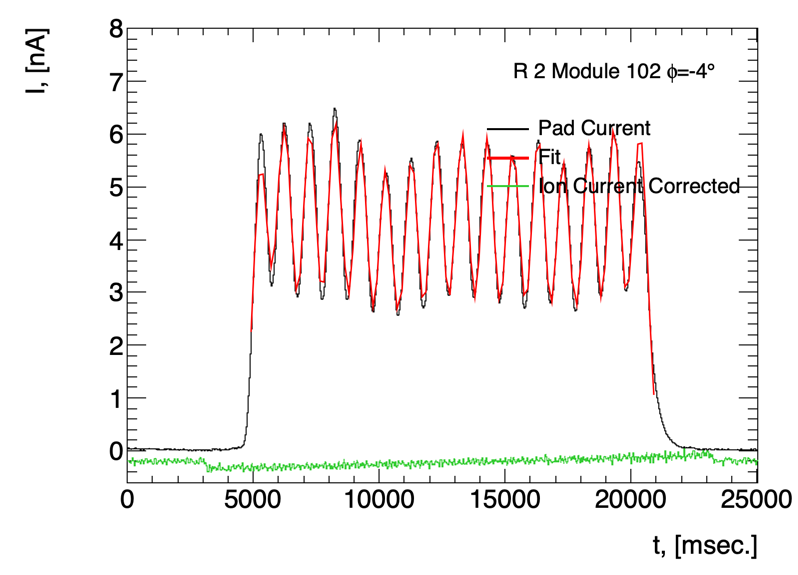 I, [nA]
8
R 2 Module 102 ϕ=-4°
7
6
Pad Current
Fit
5
Ion Current Corrected
4
3
2
1
0
0 5000 10000 15000 20000 25000
t, [msec.]